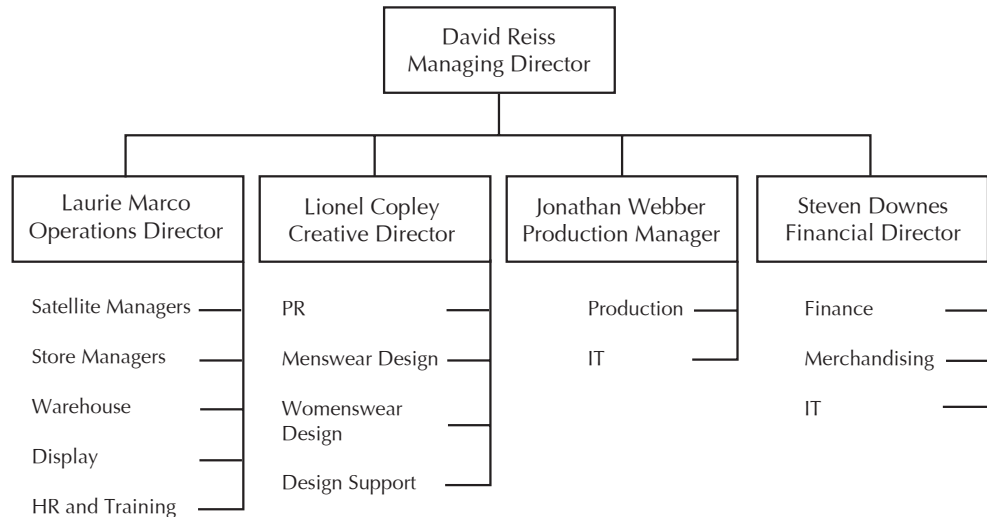 David Reiss
Managing Director
Laurie Marco
Operations Director
Lionel Copley
Creative Director
Jonathan Webber
Production Manager
Steven Downes
Financial Director
Satellite Managers
Store Managers
Warehouse
Display
HR and Training
PR
Menswear Design
Womenswear
Design
Design Support
Production
IT
Finance
Merchandising
IT